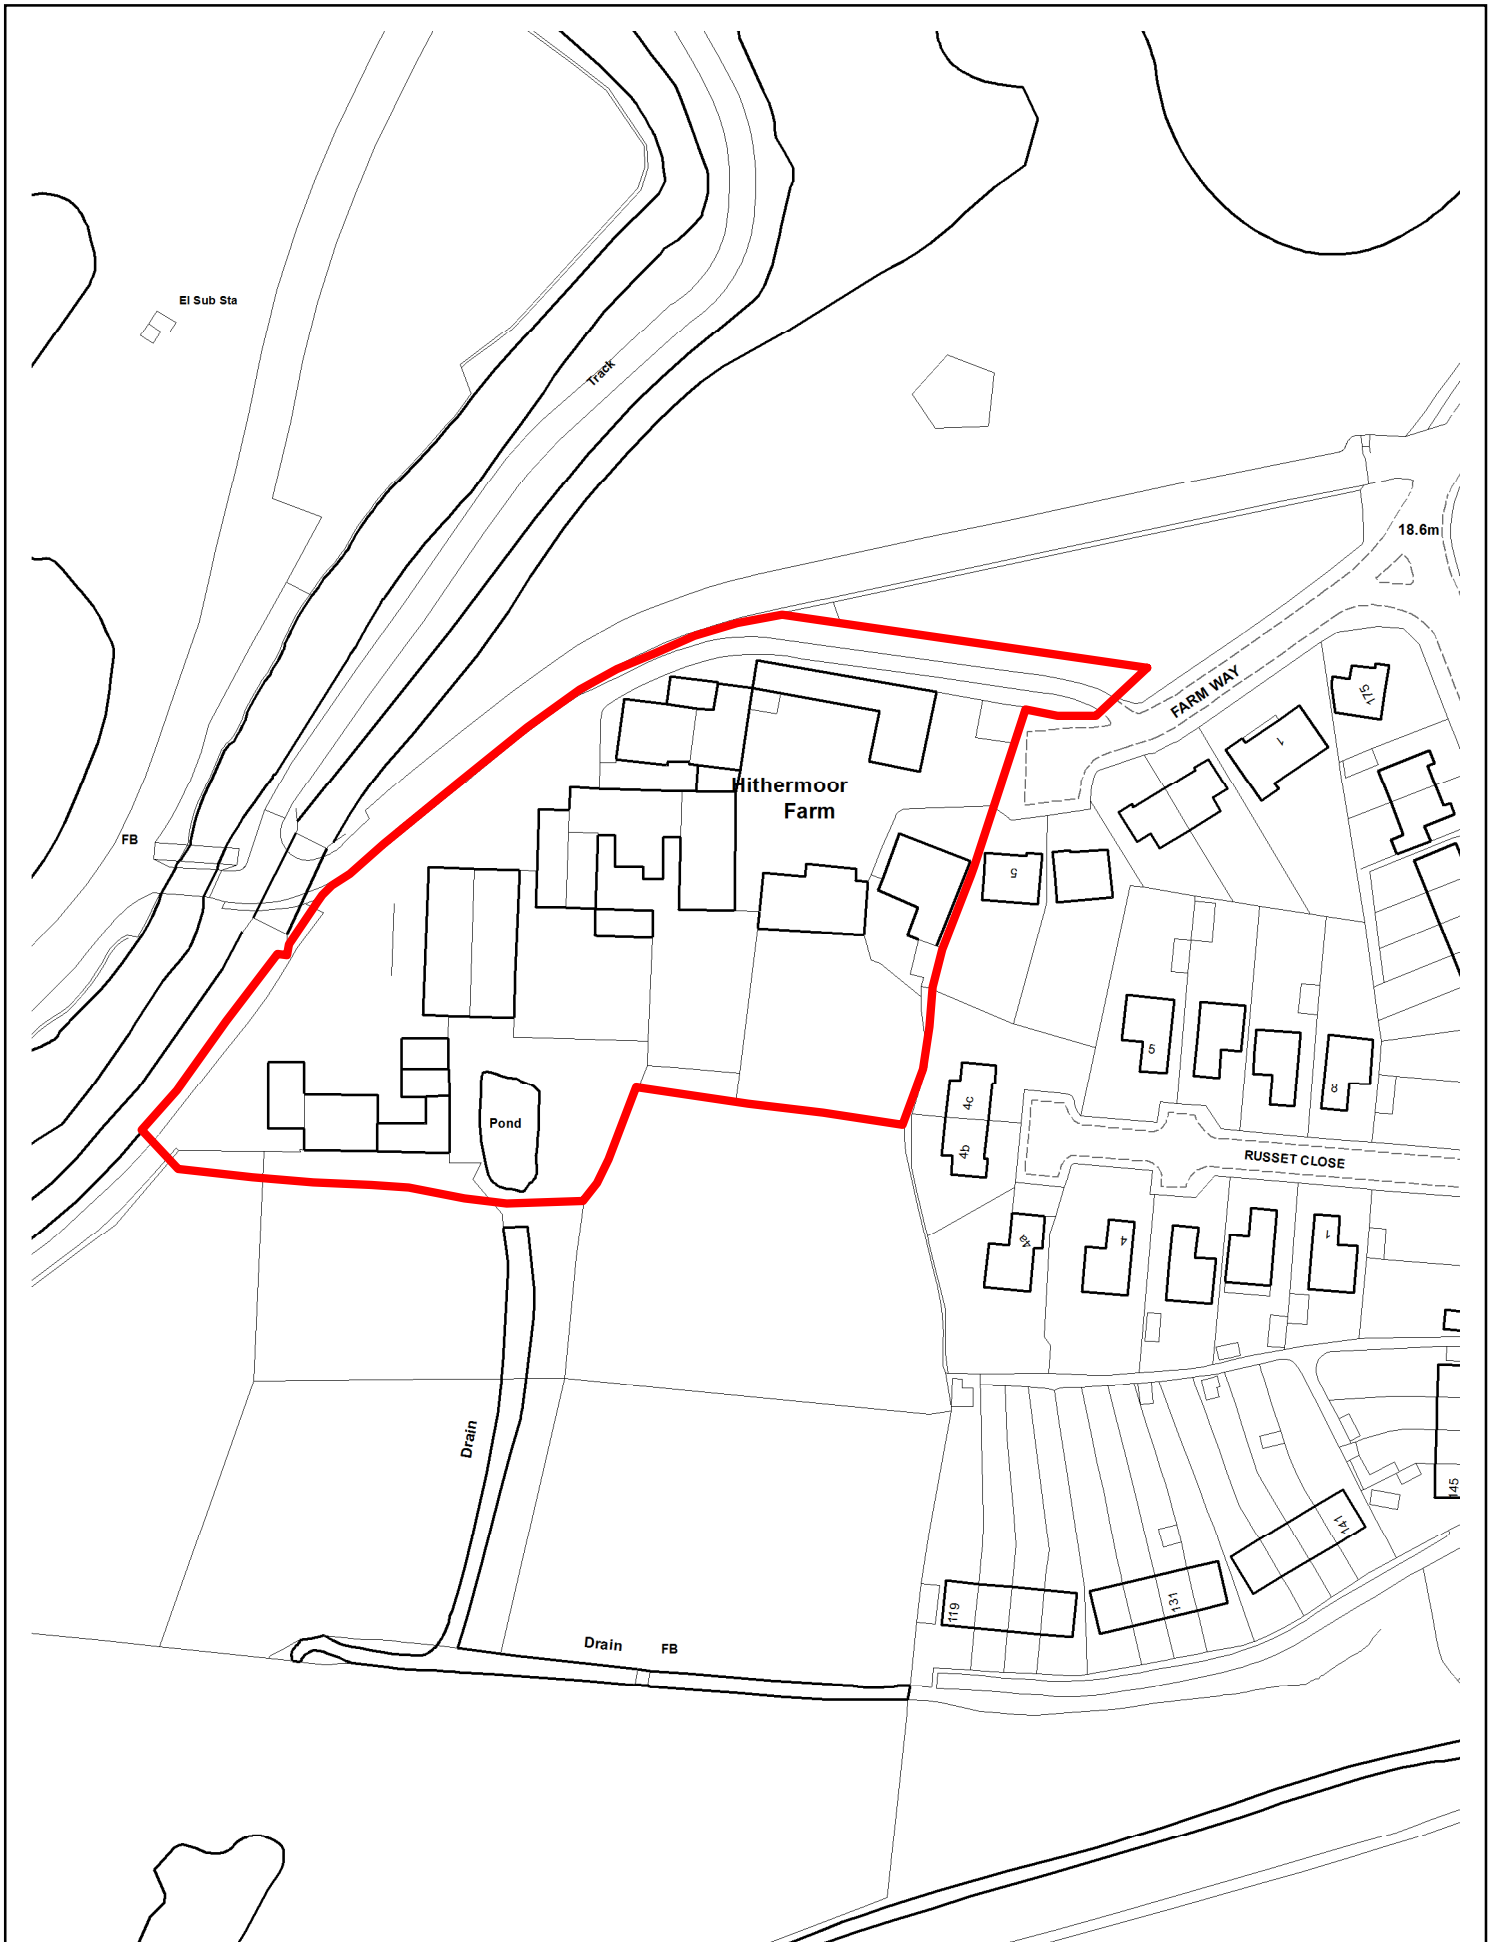 El Sub Sta
Track
18.6m
FARM WAY
175
1
Hithermoor
Farm
FB
5
5
8
4c
Pond
4b
RUSSET CLOSE
4a
4
1
Drain
145
141
131
119
Drain
FB